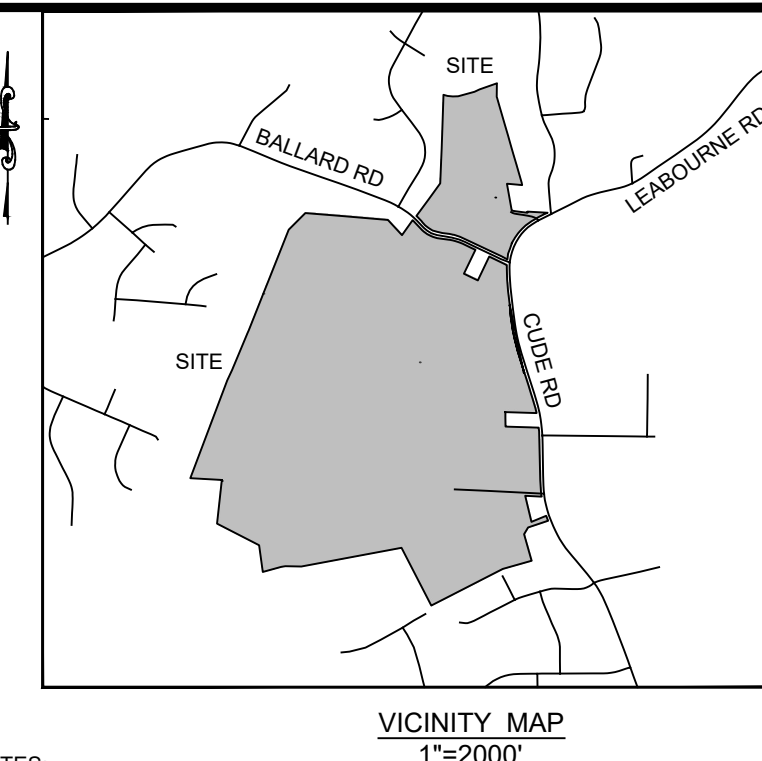 SITE
BALLARD RD
LEABOURNE RD
CUDE RD
SITE
VICINITY MAP
1"=2000'